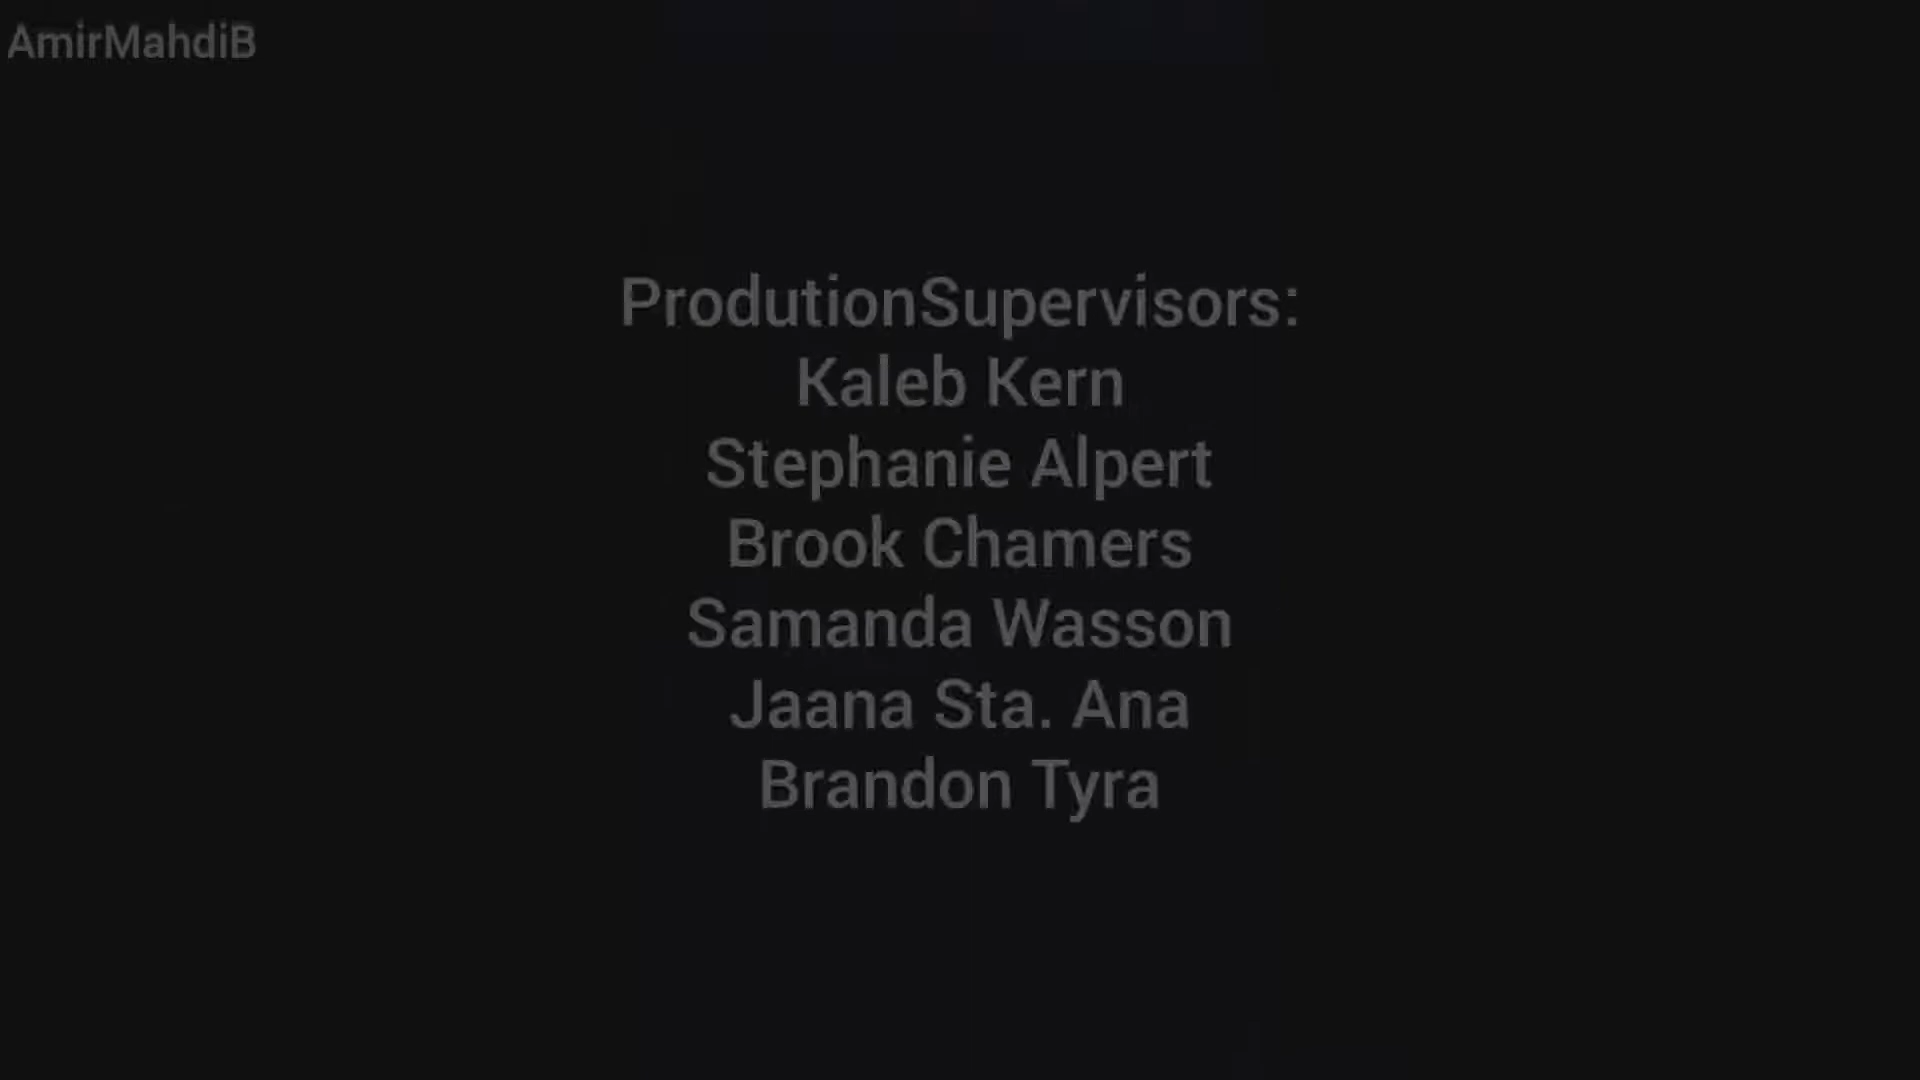 AmirMahdiB
ProdutionSupervisors:
Kaleb Kern
Stephanie Alpert
Brook Chamers
Samanda Wasson
Jaana Sta. Ana
Brandon Tyra